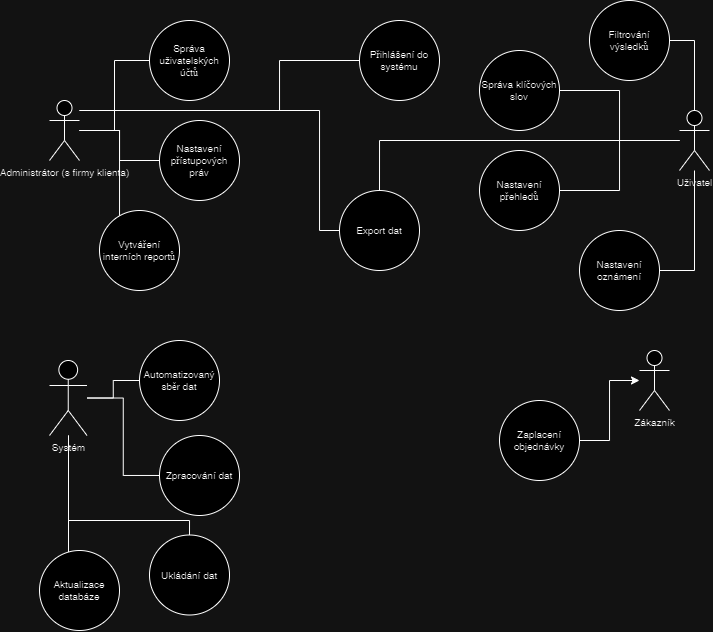 Filtrování
výsledků
Správa
uživatelských
účtů
Přihlášení do
systému
Správa klíčových
slov
Administrátor (s firmy klienta)
Nastavení
přístupových
práv
Nastavení
přehledů
Uživatel
Vytváření
interních reportů
Export dat
Nastavení
oznámení
Automatizovaný
sběr dat
Systém
Zákazník
Zaplacení
objednávky
Zpracování dat
Aktualizace
databáze
Ukládání dat